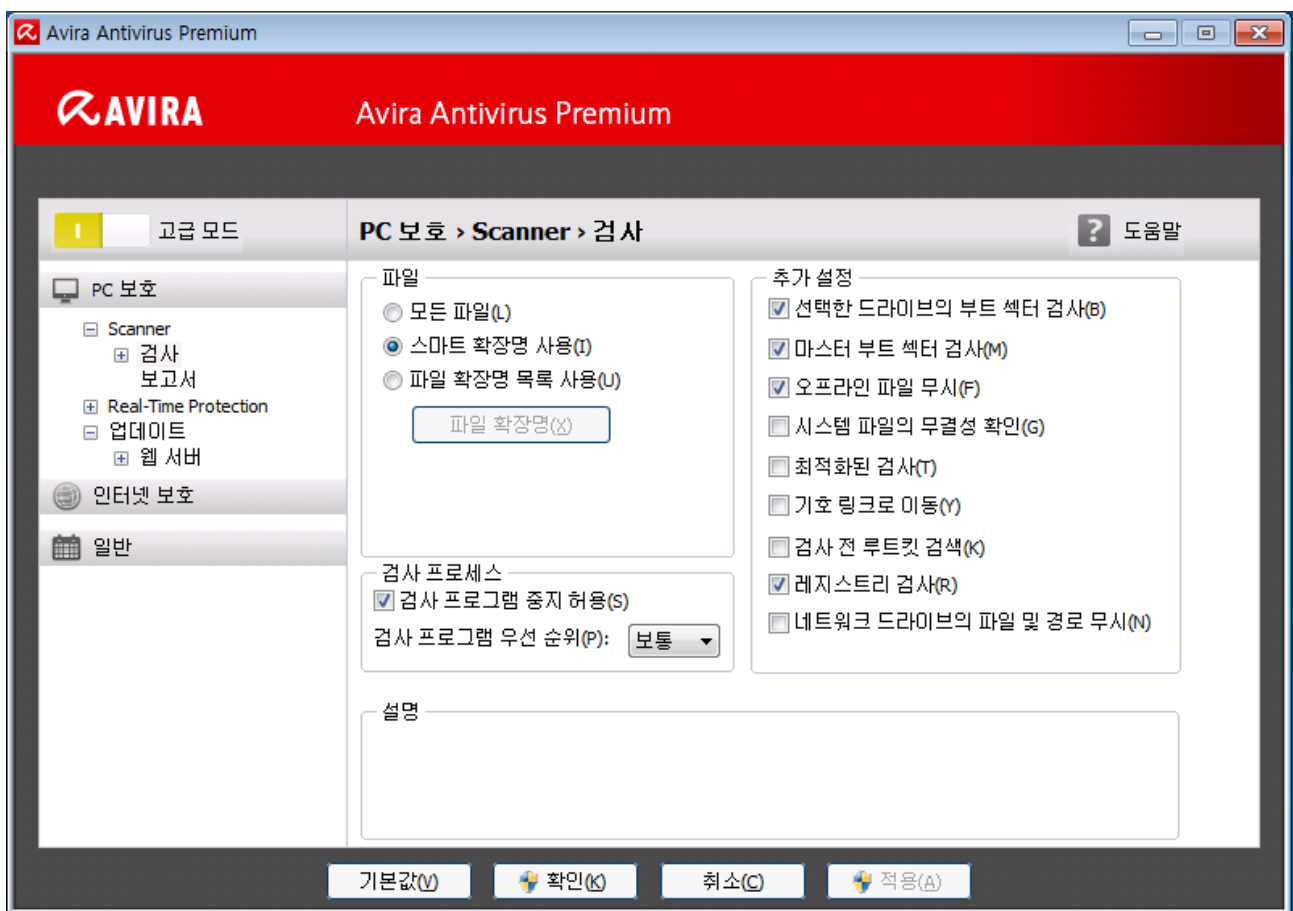 Avira Antivirus Premium
AVIRA
Avira Antivirus Premium
고급 모드
PC 보호 › Scanner › 검사
? 도움말
PC 보호
Scanner
검사
보고서
Real-Time Protection
업데이트
웹 서버
인터넷 보호
일반
파일
모든 파일(L)
스마트 확장명 사용(I)
파일 확장명 목록 사용(U)
파일 확장명(X)
검사 프로세스
검사 프로그램 중지 허용(S)
검사 프로그램 우선 순위(P): 보통
추가 설정
선택한 드라이브의 부트 섹터 검사(B)
마스터 부트 섹터 검사(M)
오프라인 파일 무시(F)
시스템 파일의 무결성 확인(G)
최적화된 검사(T)
기호 링크로 이동(Y)
검사 전 루트킷 검색(K)
레지스트리 검사(R)
네트워크 드라이브의 파일 및 경로 무시(N)
설명
기본값(V) 확인(K) 취소(C) 적용(A)